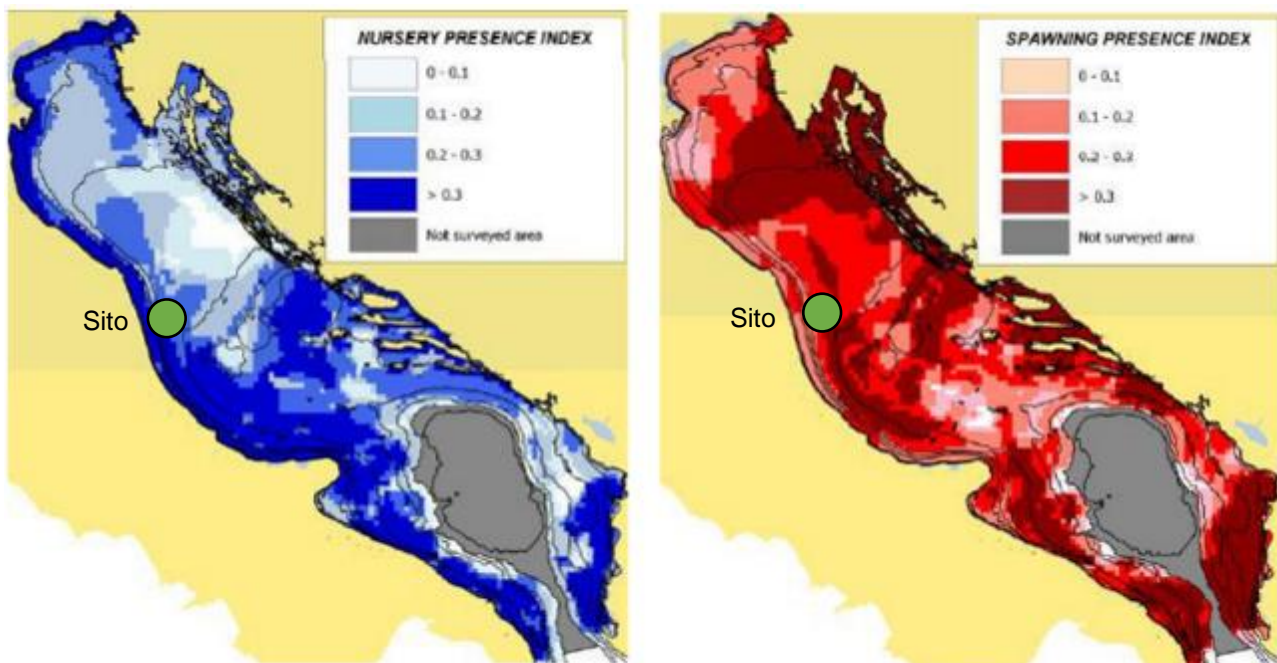 NURSERY PRESENCE INDEX
0 - 0.1
0.1 - 0.2
0.2 - 0.3
> 0.3
Not surveyed area
Sito
SPAWNING PRESENCE INDEX
0 - 0.1
0.1 - 0.2
0.2 - 0.3
> 0.3
Not surveyed area
Sito